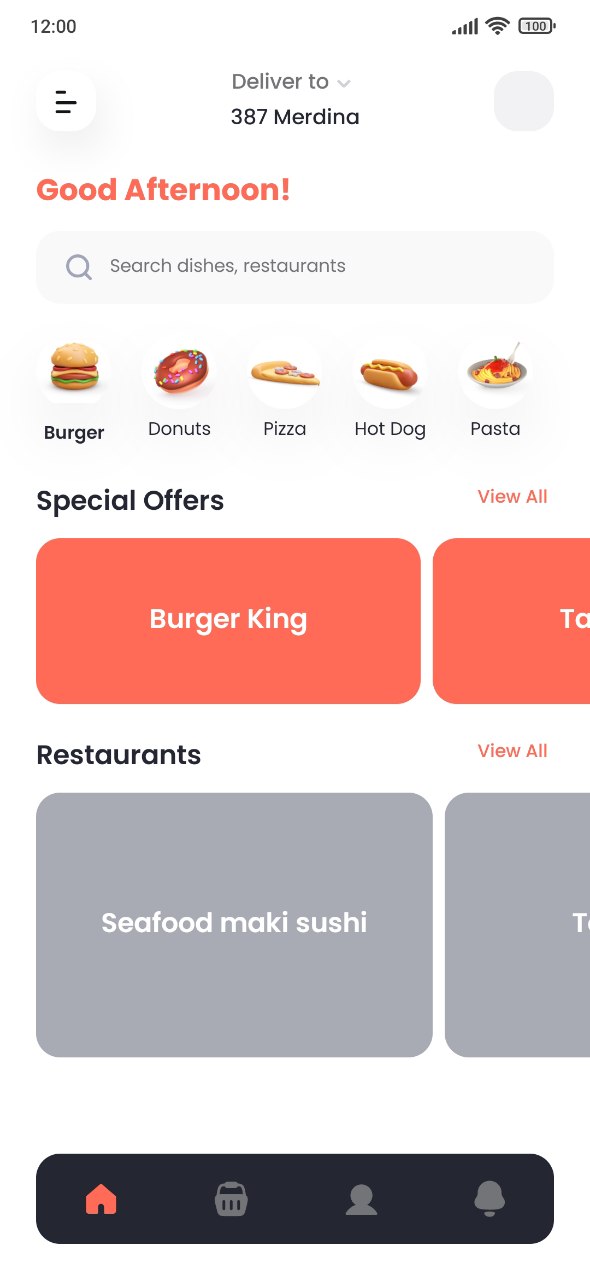 12:00
100
Deliver to
387 Merdina
Good Afternoon!
Search dishes, restaurants
Burger
Donuts
Pizza
Hot Dog
Pasta
Special Offers
View All
Burger King
Restaurants
View All
Seafood maki sushi